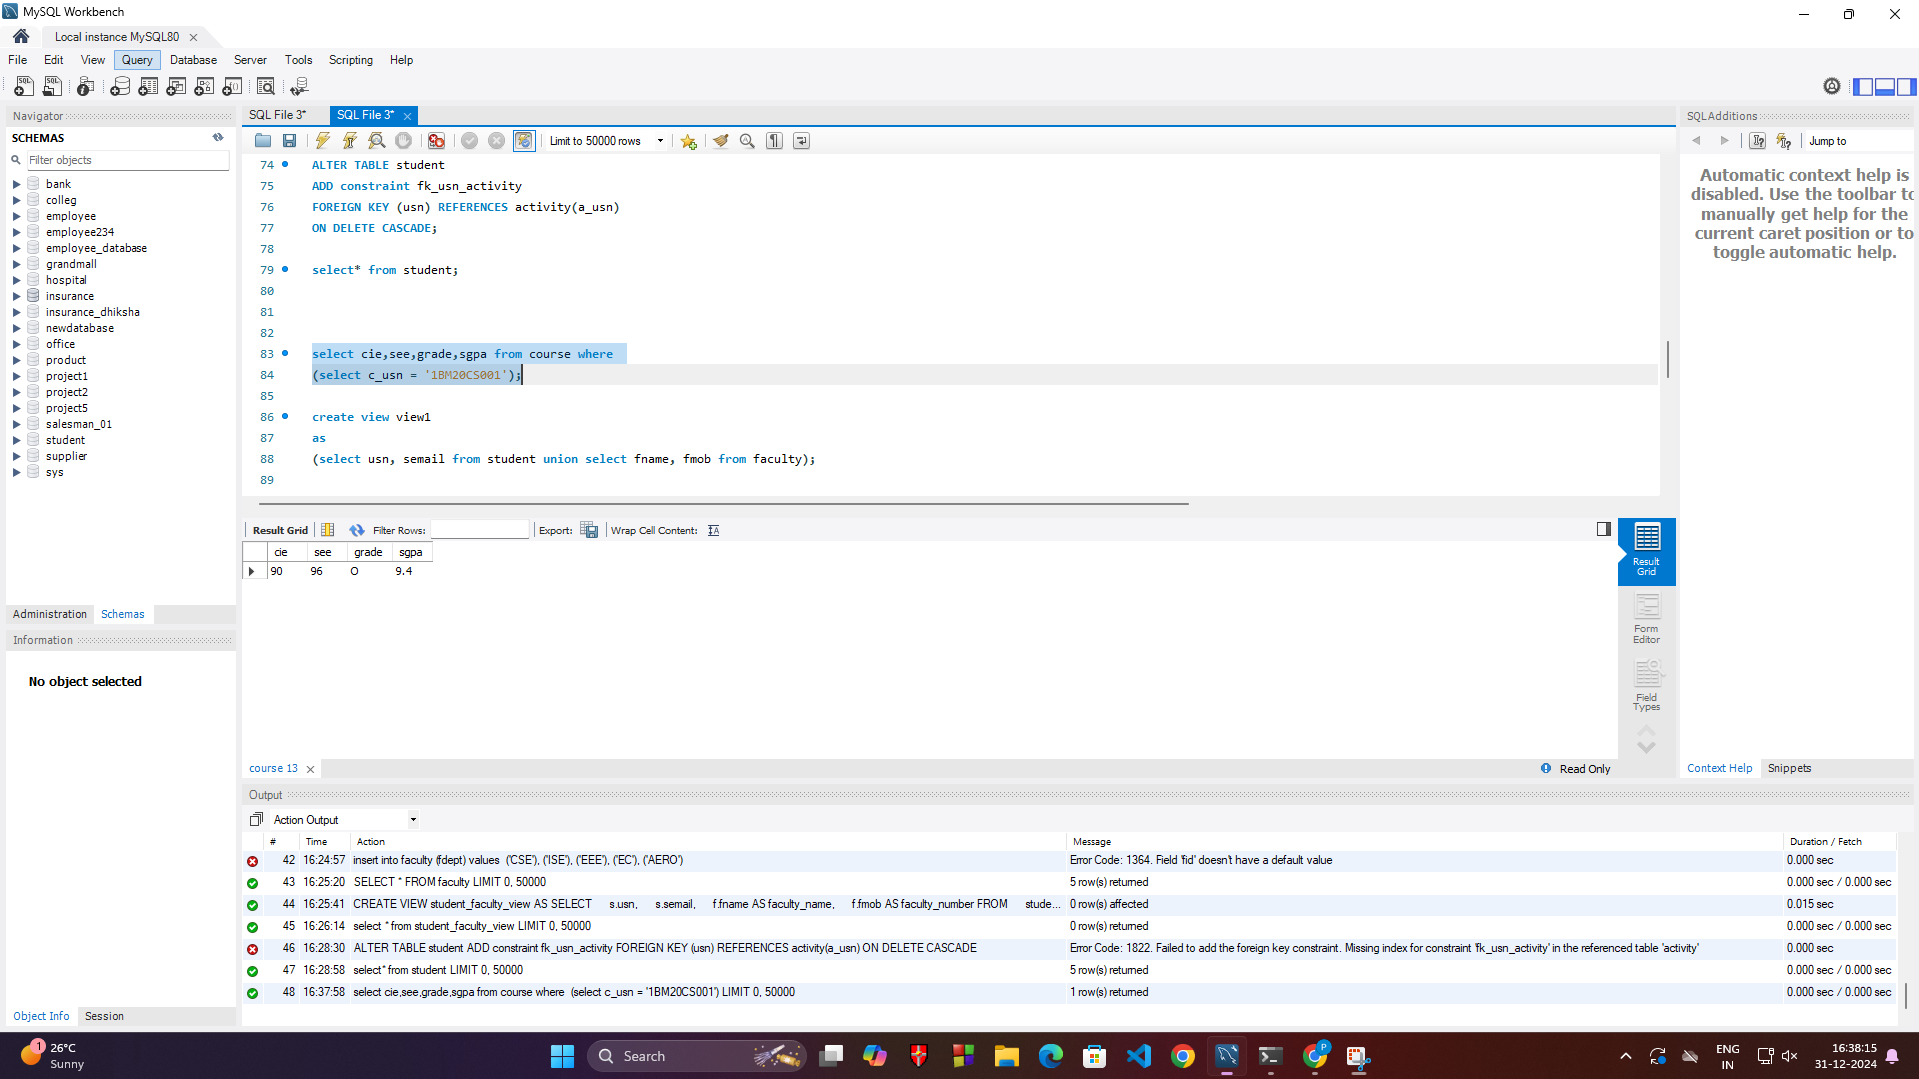 MySQL Workbench
Local instance MySQL80
File Edit View Query Database Server Tools Scripting Help
Navigator
SCHEMAS
Filter objects
bank
colleg
employee
employee234
employee_database
grandmall
hospital
insurance
insurance_dhiksha
newdatabase
office
product
project1
project2
project5
salesman_01
student
supplier
sys
Administration Schemas
Information
No object selected
Object Info Session
SQL File 3* SQL File 3*
Limit to 50000 rows
74 ALTER TABLE student
75 ADD constraint fk_usn_activity
76 FOREIGN KEY (usn) REFERENCES activity(a_usn)
77 ON DELETE CASCADE;
78
79 select* from student;
80
81
82
83 select cie,see,grade,sgpa from course where
84 (select c_usn = '1BM20CS001');
85
86 create view view1
87 as
88 (select usn, semail from student union select fname, fmob from faculty);
89
Result Grid Filter Rows: Export: Wrap Cell Content:
cie see grade sgpa
90 96 O 9.4
Result Grid
Form Editor
Field Types
course 13 Read Only
SQLAdditions
Jump to
Automatic context help is
disabled. Use the toolbar to
manually get help for the
current caret position or to
toggle automatic help.
Context Help Snippets
Output
Action Output
# Time Action Message Duration / Fetch
42 16:24:57 insert into faculty (fdept) values ('CSE'), ('ISE'), ('EEE'), ('EC'), ('AERO') Error Code: 1364. Field 'fid' doesn't have a default value 0.000 sec
43 16:25:20 SELECT * FROM faculty LIMIT 0, 50000 5 row(s) returned 0.000 sec / 0.000 sec
44 16:25:41 CREATE VIEW student_faculty_view AS SELECT s.usn, s.semail, f.fname AS faculty_name, f.fmob AS faculty_number FROM stude... 0 row(s) affected 0.015 sec
45 16:26:14 select * from student_faculty_view LIMIT 0, 50000 0 row(s) returned 0.000 sec / 0.000 sec
46 16:28:30 ALTER TABLE student ADD constraint fk_usn_activity FOREIGN KEY (usn) REFERENCES activity(a_usn) ON DELETE CASCADE Error Code: 1822. Failed to add the foreign key constraint. Missing index for constraint 'fk_usn_activity' in the referenced table 'activity' 0.000 sec
47 16:28:58 select* from student LIMIT 0, 50000 5 row(s) returned 0.000 sec / 0.000 sec
48 16:37:58 select cie,see,grade,sgpa from course where (select c_usn = '1BM20CS001') LIMIT 0, 50000 1 row(s) returned 0.000 sec / 0.000 sec
1
26°C
Sunny
Search
P
ENG
IN
16:38:15
31-12-2024